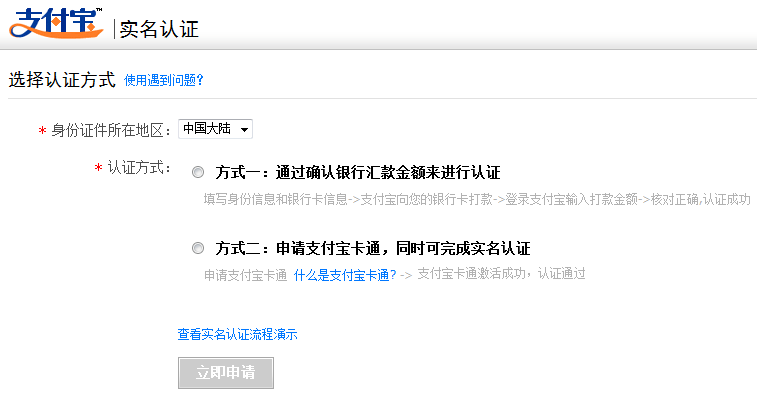 支付宝™ 实名认证
选择认证方式 使用遇到问题?
* 身份证件所在地区： 中国大陆
* 认证方式： 方式一：通过确认银行汇款金额来进行认证
填写身份信息和银行卡信息->支付宝向您的银行卡打款->登录支付宝输入打款金额->核对正确,认证成功
方式二：申请支付宝卡通，同时可完成实名认证
申请支付宝卡通 什么是支付宝卡通? -> 支付宝卡通激活成功，认证通过
查看实名认证流程演示
立即申请